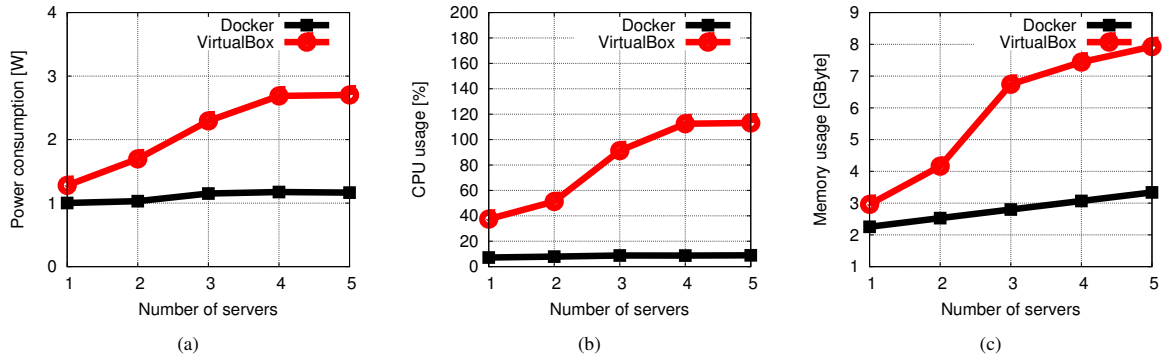 Power consumption [W]
4
3
2
1
0
1 2 3 4 5
Number of servers
Docker
VirtualBox
(a)
CPU usage [%]
200
180
160
140
120
100
80
60
40
20
0
1 2 3 4 5
Number of servers
Docker
VirtualBox
(b)
Memory usage [GByte]
9
8
7
6
5
4
3
2
1
1 2 3 4 5
Number of servers
Docker
VirtualBox
(c)